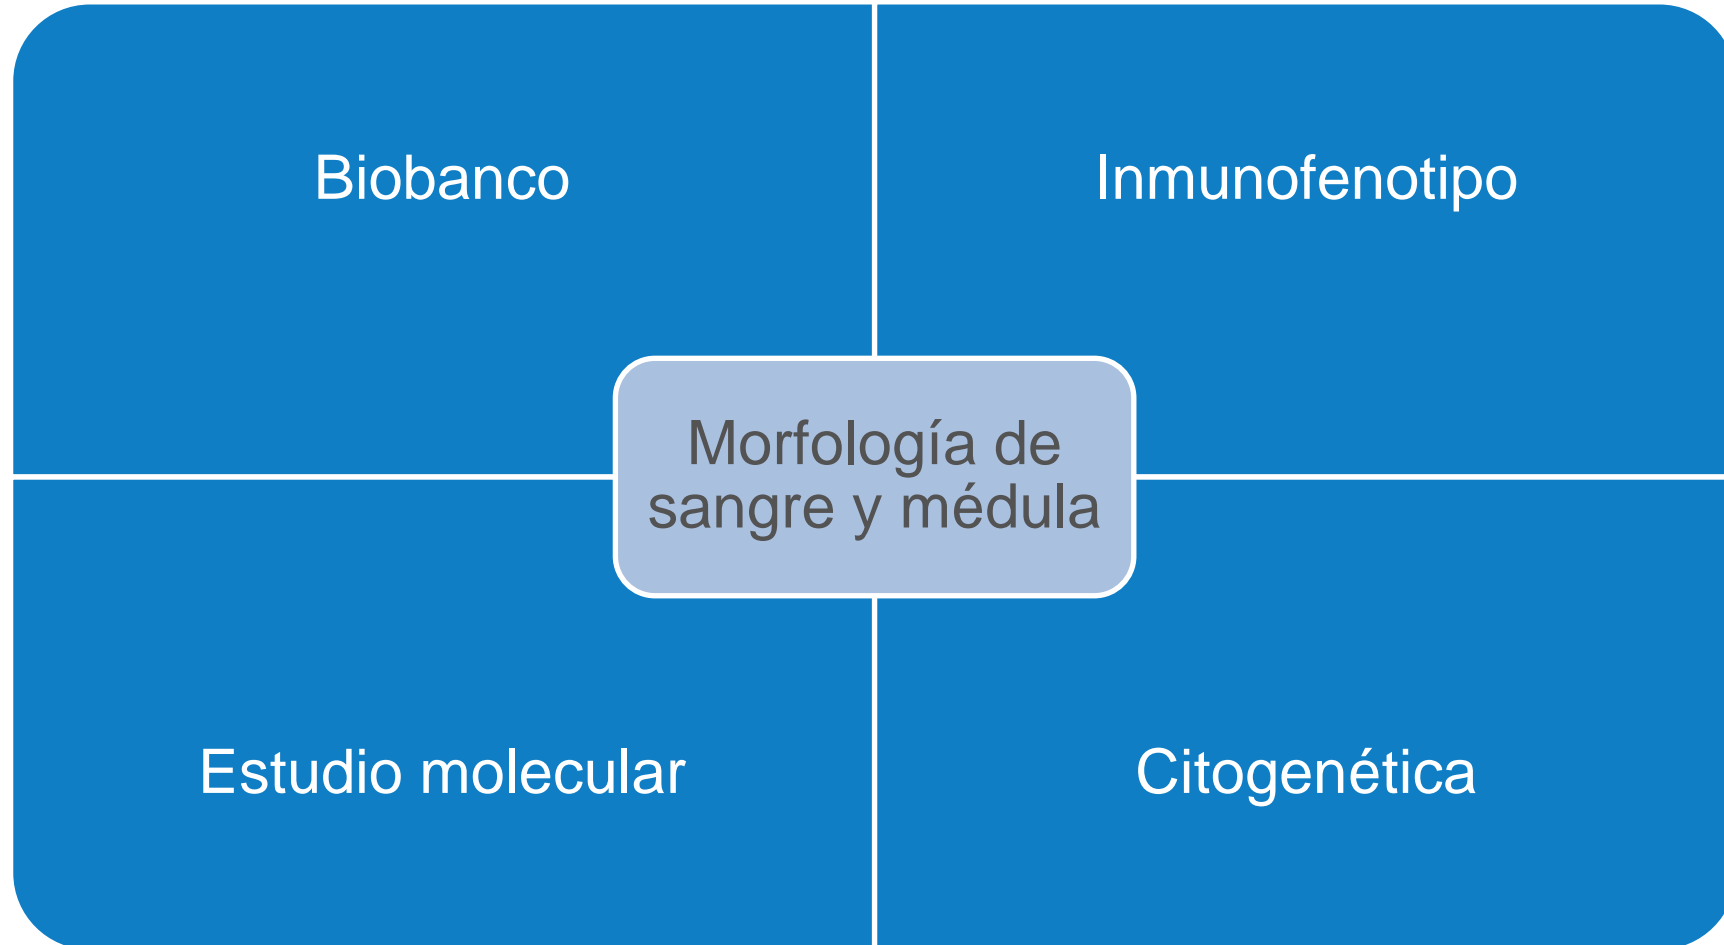 Biobanco
Inmunofenotipo
Morfología de
sangre y médula
Estudio molecular
Citogenética